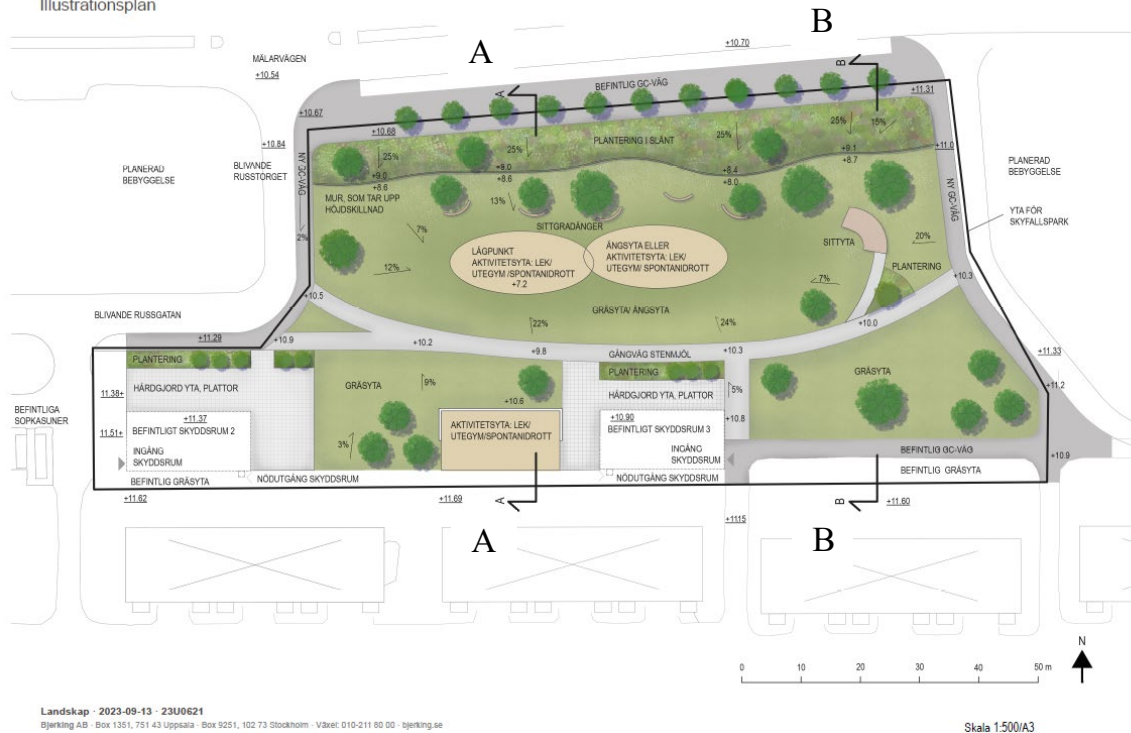 Illustrationsplan
B
A
+10.70
MÄLARVÄGEN
+10.54
BEFINTLIG GC-VÄG
A
B
+11.31
+10.67
+10.68
25%
15%
+10.84
25%
25%
25%
PLANTERING I SLÄNT
PLANERAD
BEBYGGELSE
BLIVANDE
RUSSTORGET
NY GC-VÄG
2%
+9.0
+8.6
+9.0
+8.6
+8.4
+8.0
+9.1
+8.7
+11.0
NY GC-VÄG
PLANERAD
BEBYGGELSE
MUR, SOM TAR UPP
HÖJDSKILLNAD
13%
7%
12%
SITTGRADÄNGER
YTA FÖR
SKYFALLSPARK
LÅGPUNKT
AKTIVITETSYTA: LEK/
UTEGYM /SPONTANIDROTT
+7.2
ÄNGSYTA ELLER
AKTIVITETSYTA: LEK/
UTEGYM/ SPONTANIDROTT
SITTYTA
20%
PLANTERING
7%
+10.3
+10.5
GRÄSYTA/ ÄNGSYTA
BLIVANDE RUSSGATAN
22%
24%
+10.0
+11.29
+10.9
+10.2
+9.8
GÅNGVÄG STENMJÖL
+10.3
+11.33
PLANTERING
PLANTERING
GRÄSYTA
9%
GRÄSYTA
5%
+11.2
HÅRDGJORD YTA, PLATTOR
HÅRDGJORD YTA, PLATTOR
11.38+
+10.6
BEFINTLIGA
SOPKASUNER
+11.37
BEFINTLIGT SKYDDSRUM 2
11.51+
AKTIVITETSYTA: LEK/
UTEGYM/SPONTANIDROTT
+10.90
BEFINTLIGT SKYDDSRUM 3
+10.8
3%
INGÅNG
SKYDDSRUM
INGÅNG
SKYDDSRUM
BEFINTLIG GC-VÄG
+10.9
BEFINTLIG GRÄSYTA
NÖDUTGÅNG SKYDDSRUM
NÖDUTGÅNG SKYDDSRUM
BEFINTLIG GRÄSYTA
+11.62
+11.69
A
B
+11.60
+1115
A
B
N
0 10 20 30 40 50 m
Landskap · 2023-09-13 · 23U0621
Bjerking AB · Box 1351, 751 43 Uppsala · Box 9251, 102 73 Stockholm · Växel: 010-211 80 00 · bjerking.se
Skala 1:500/A3